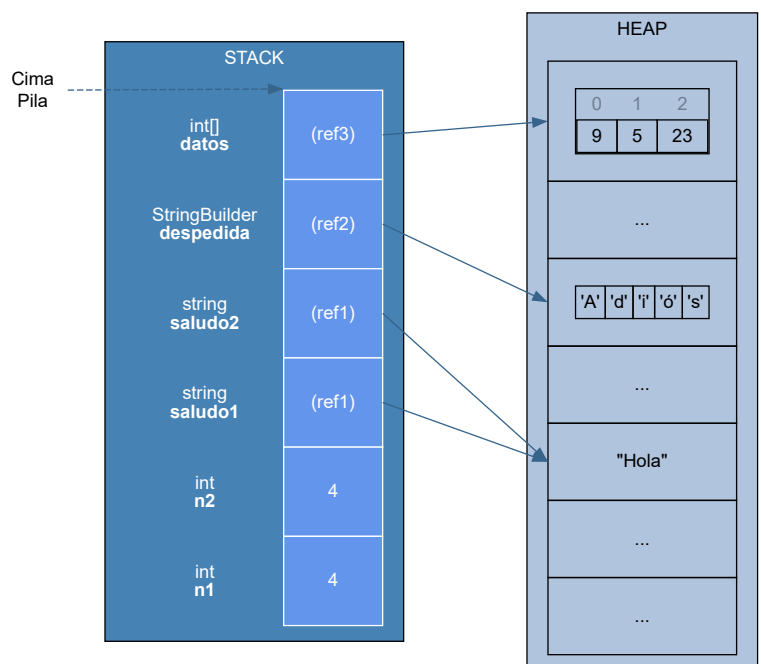 STACK
HEAP
Cima
Pila
int[]
datos
(ref3)
0 1 2
9 5 23
StringBuilder
despedida
(ref2)
...
string
saludo2
(ref1)
'A' 'd' 'i' 'ó' 's'
string
saludo1
(ref1)
...
"Hola"
int
n2
4
...
int
n1
4
...